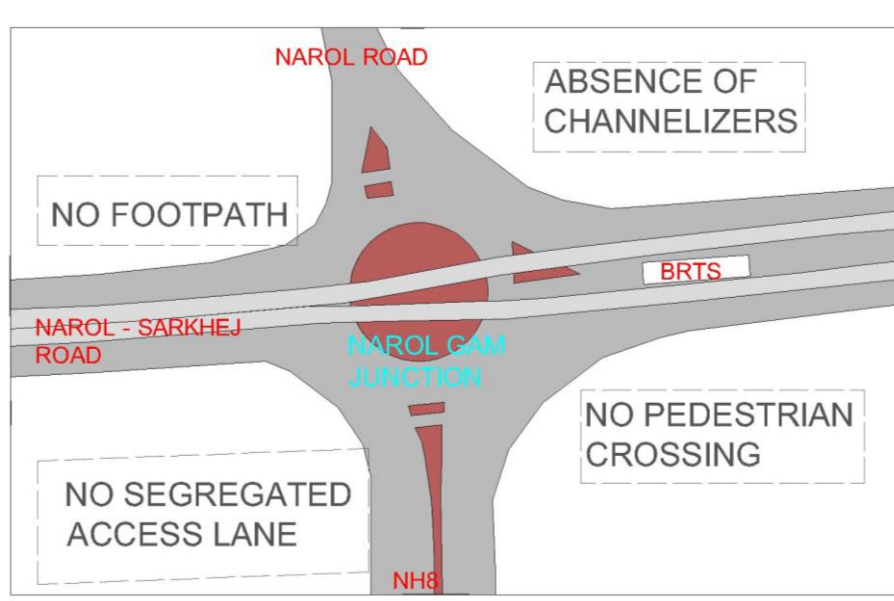 NAROL ROAD
ABSENCE OF
CHANNELIZERS
NO FOOTPATH
BRTS
NAROL - SARKHEJ
ROAD
NAROL GAM
JUNCTION
NO PEDESTRIAN
CROSSING
NO SEGREGATED
ACCESS LANE
NH8